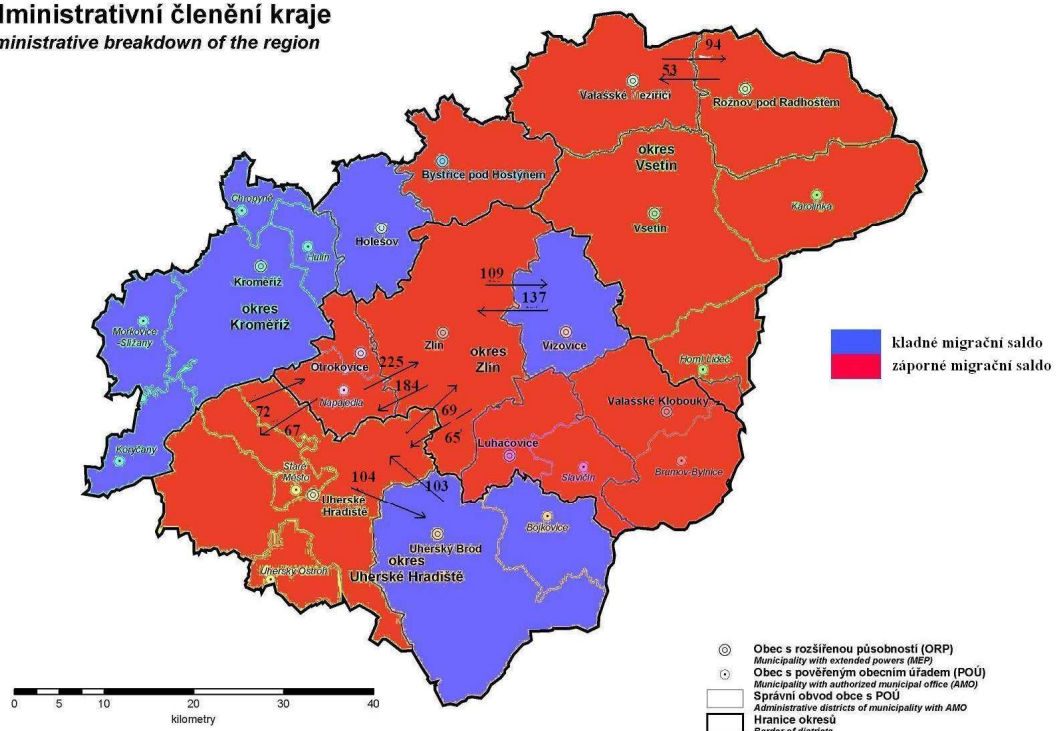 dministrativní členění kraje
ministrative breakdown of the region
94
53
Valašské Meziříčí
Rožnov pod Radhoštěm
okres
Vsetín
Bystřice pod Hostýnem
Karolinka
Chropyně
Vsetín
Holešov
Hulín
Kroměříž
109
okres
Kroměříž
137
Morkovice
-Slížany
Zlín
okres
Zlín
Vizovice
Otrokovice
225
Horní Lideč
184
Napajedla
72
69
Valašské Klobouky
67
65
Luhačovice
Koryčany
Slavičín
Brumov-Bylnice
Staré
Město
104
103
Uherské
Hradiště
Bojkovice
Uherský Brod
okres
Uherské Hradiště
Uherský Ostroh
kladné migrační saldo
záporné migrační saldo
0 5 10 20 30 40
kilometry
Obec s rozšířenou působností (ORP)
Municipality with extended powers (MEP)
Obec s pověřeným obecním úřadem (POÚ)
Municipality with authorized municipal office (AMO)
Správní obvod obce s POÚ
Administrative districts of municipality with AMO
Hranice okresů
Border of districts